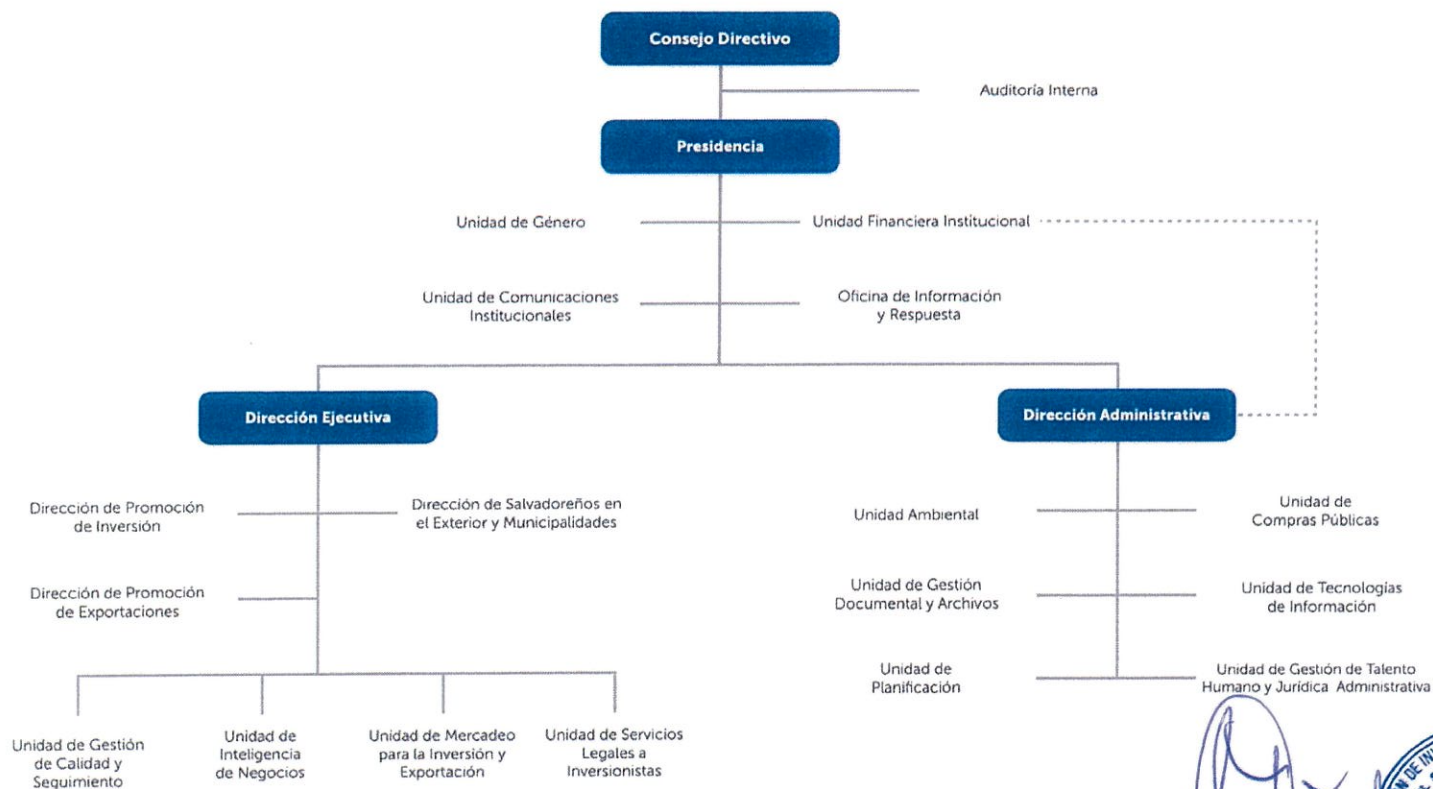 Consejo Directivo
Auditoría Interna
Presidencia
Unidad de Género
Unidad Financiera Institucional
Unidad de Comunicaciones
Institucionales
Oficina de Información
y Respuesta
Dirección Ejecutiva
Dirección Administrativa
Dirección de Promoción
de Inversión
Dirección de Salvadoreños en
el Exterior y Municipalidades
Unidad Ambiental
Unidad de
Compras Públicas
Dirección de Promoción
de Exportaciones
Unidad de Gestión
Documental y Archivos
Unidad de Tecnologías
de Información
Unidad de
Planificación
Unidad de Gestión de Talento
Humano y Jurídica Administrativa
Unidad de Gestión
de Calidad y
Seguimiento
Unidad de
Inteligencia
de Negocios
Unidad de Mercadeo
para la Inversión y
Exportación
Unidad de Servicios
Legales a
Inversionistas
DE